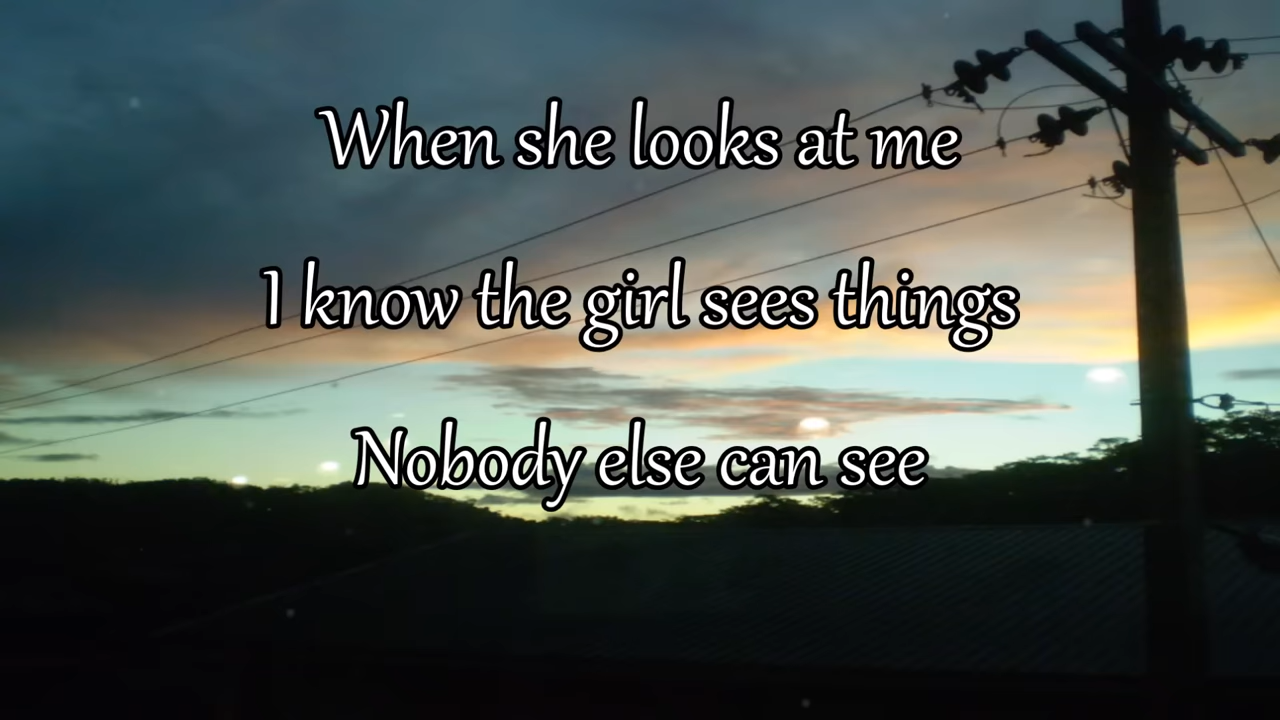 When she looks at me
I know the girl sees things
Nobody else can see